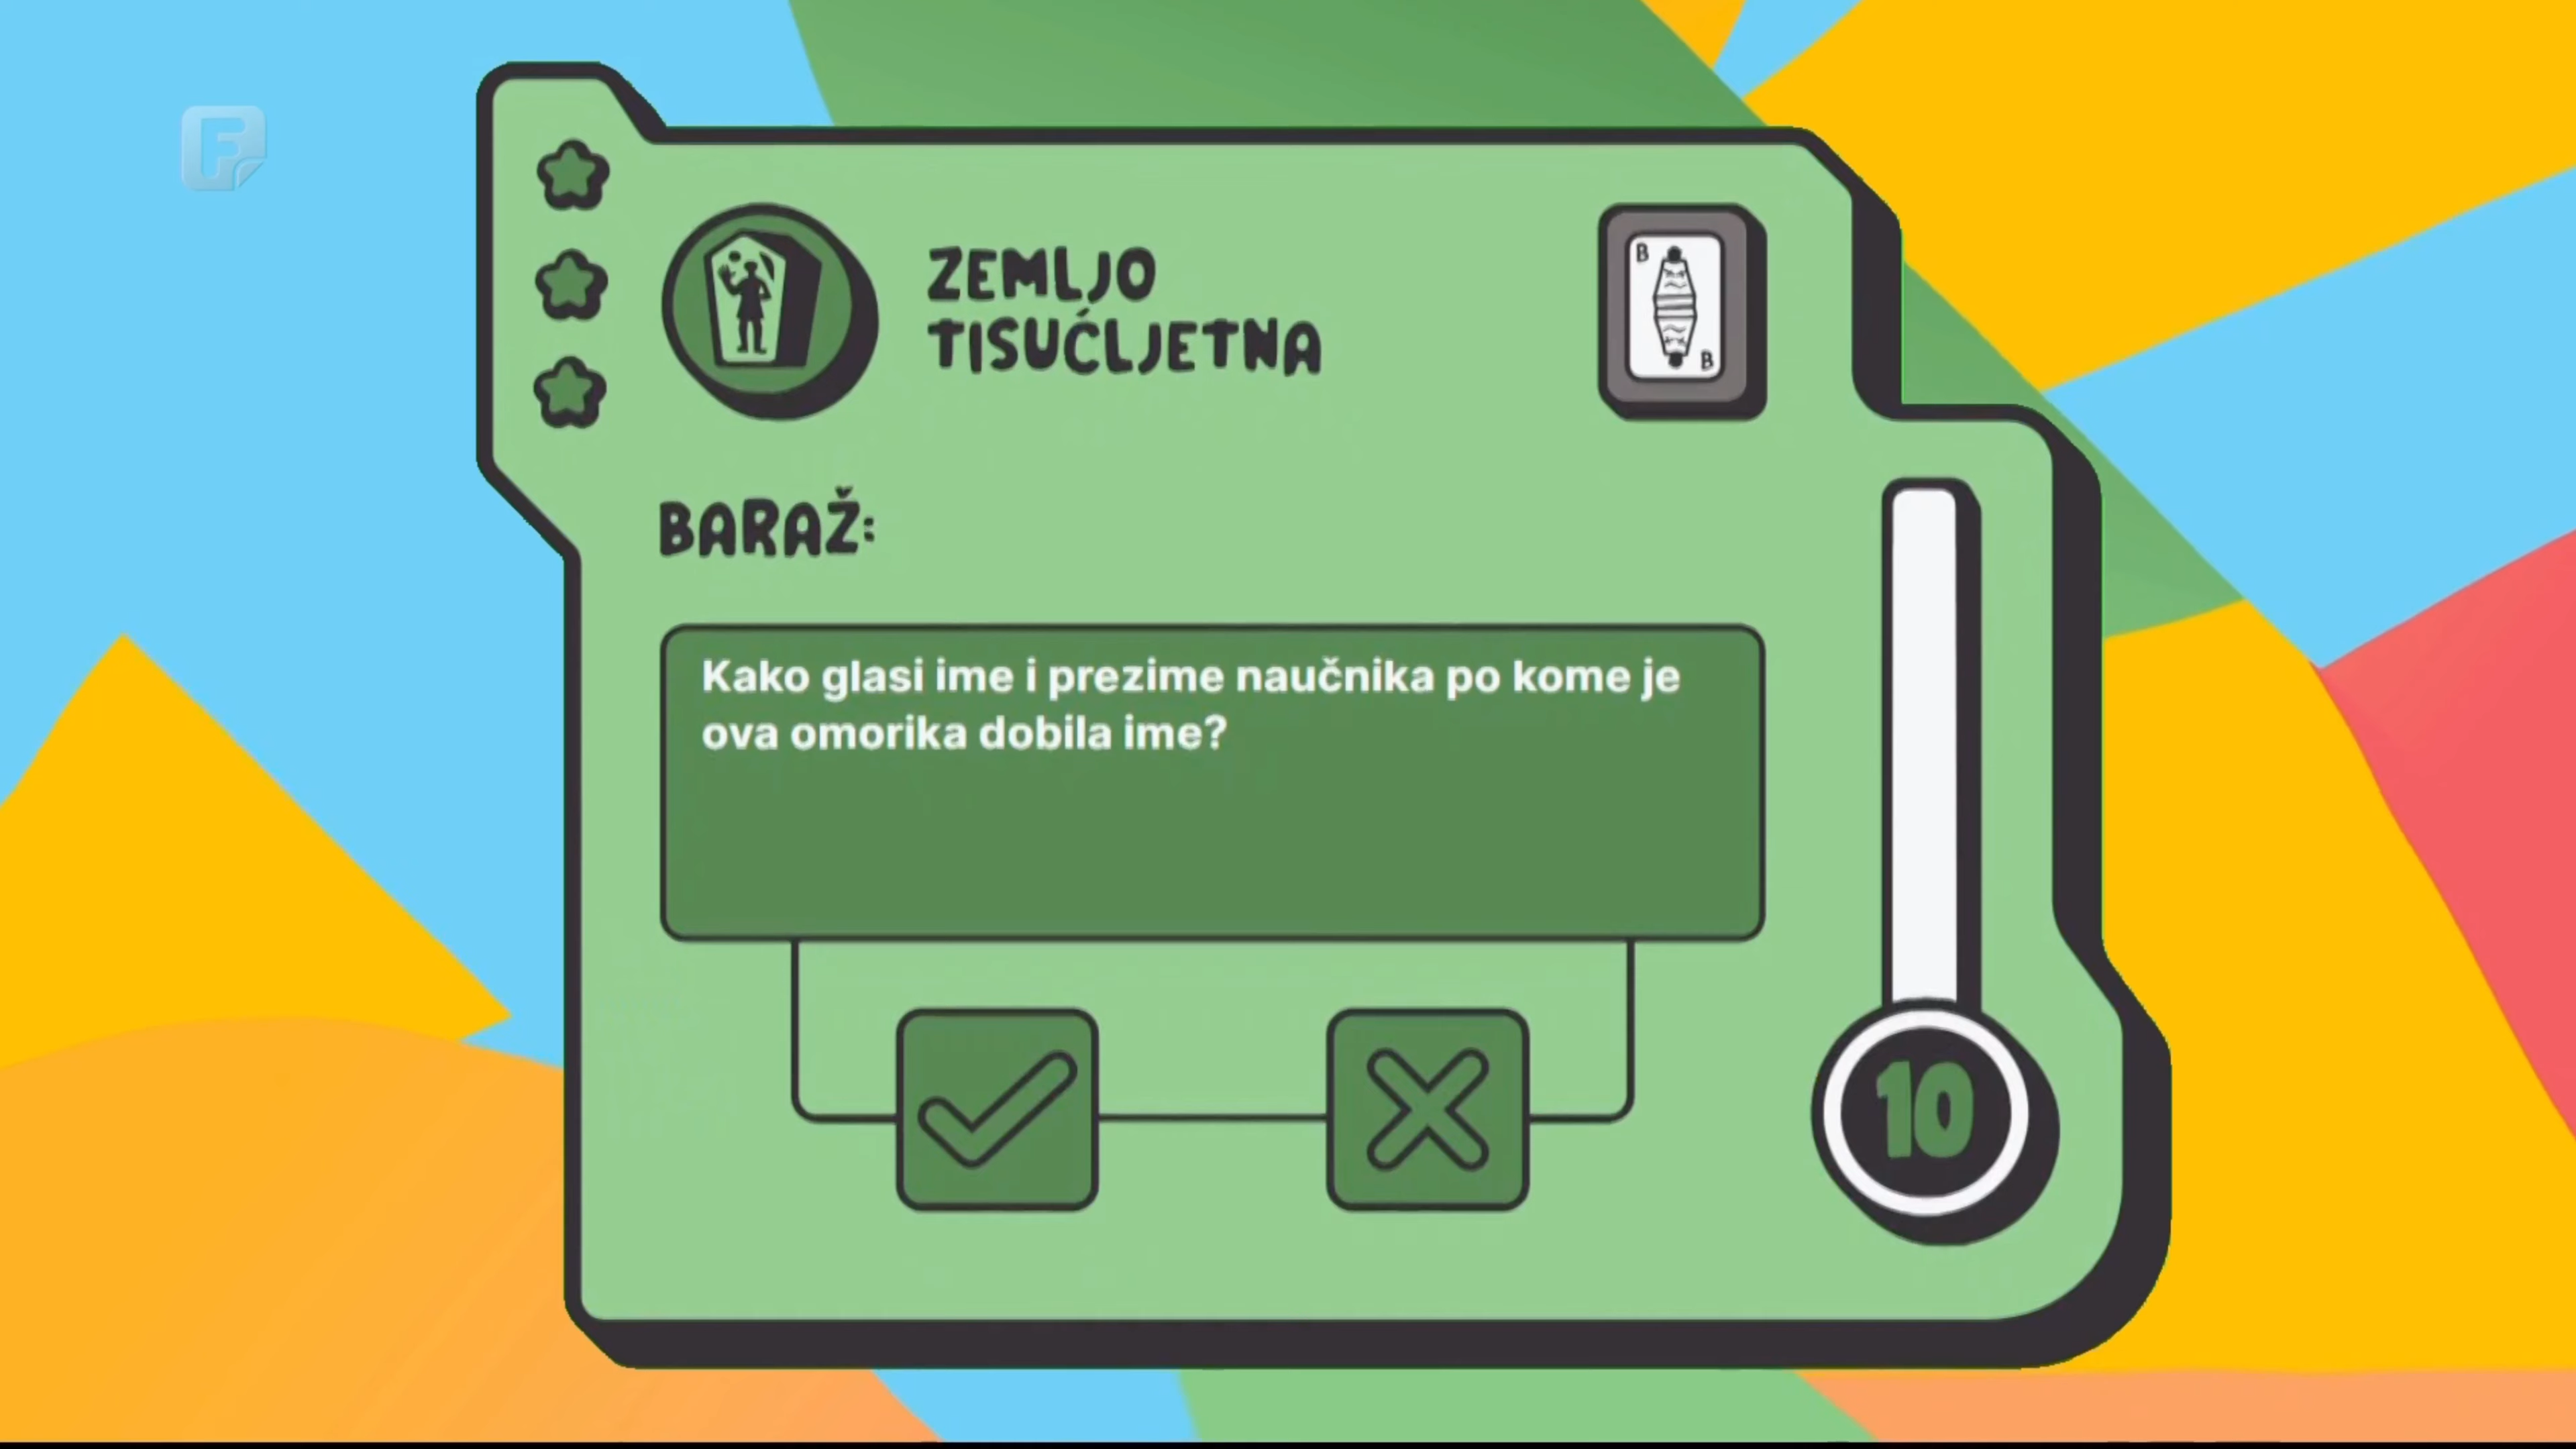 F
ZEMLJO
TISUĆLJETNA
B
B
BARAŽ:
Kako glasi ime i prezime naučnika po kome je
ova omorika dobila ime?
10